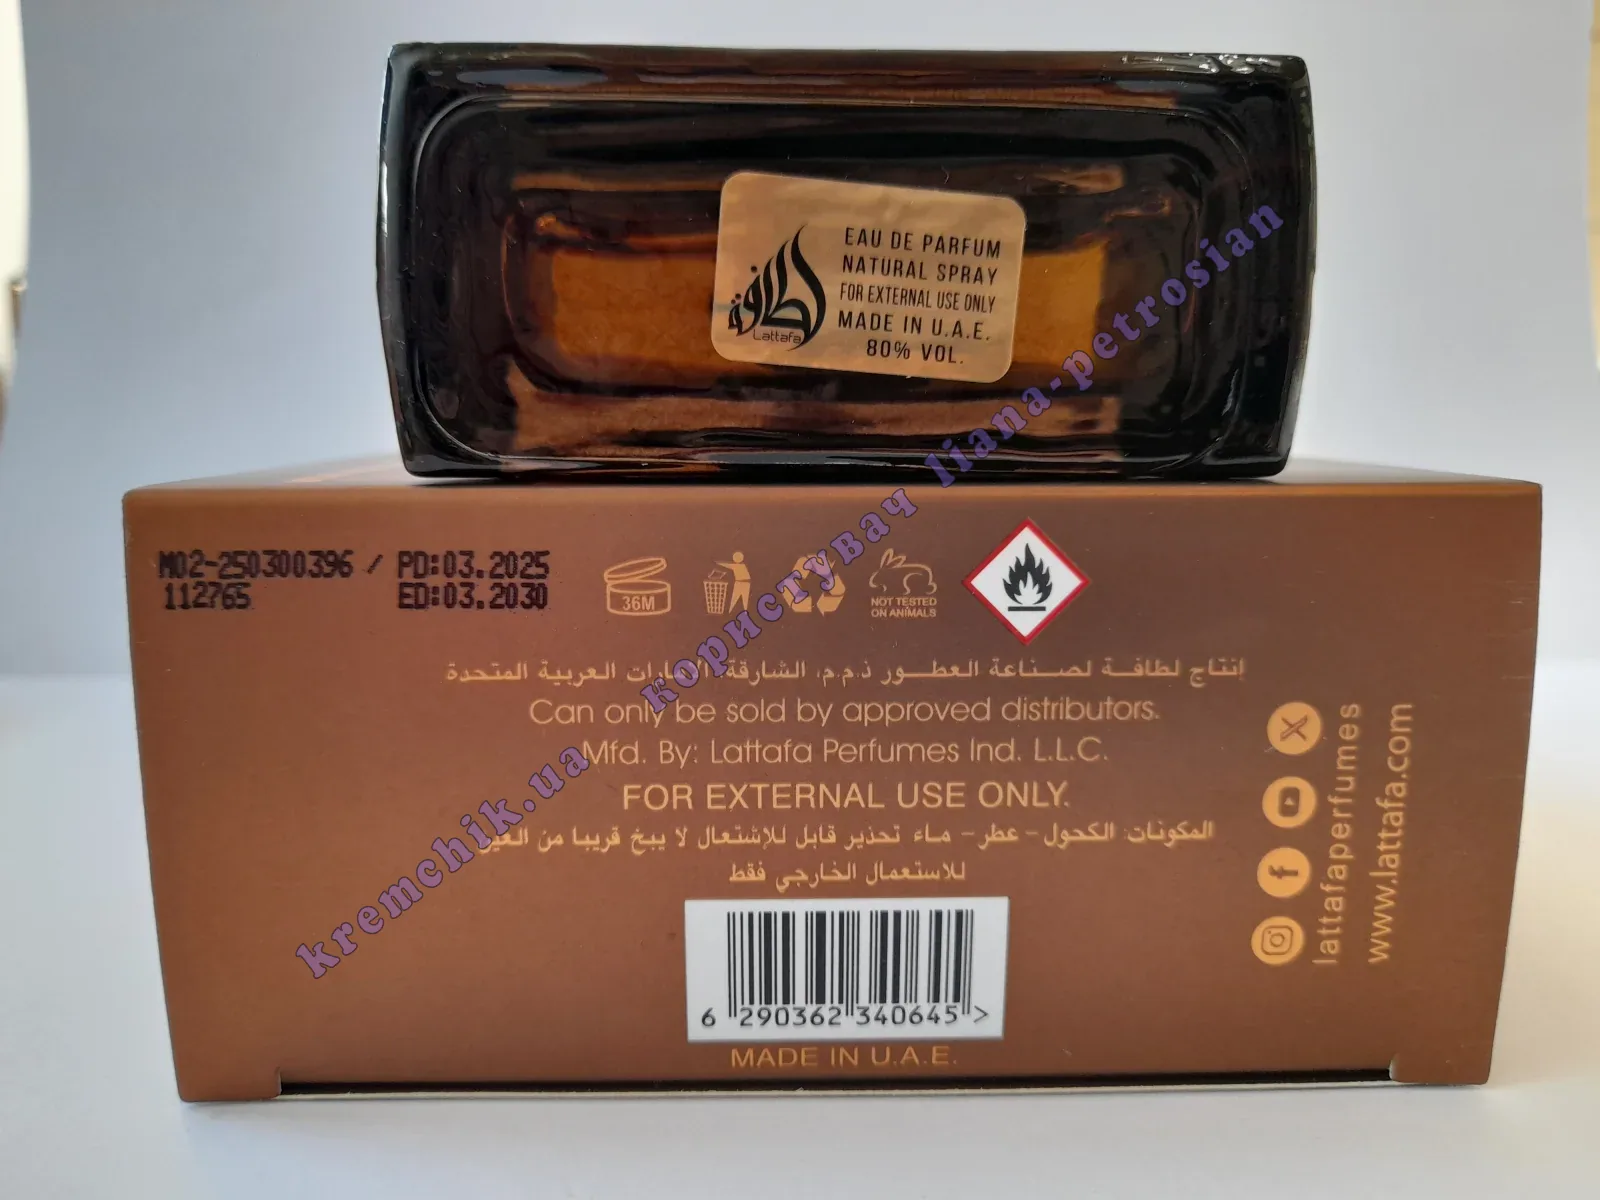 لطافة
Lattafa
EAU DE PARFUM
NATURAL SPRAY
FOR EXTERNAL USE ONLY
MADE IN U.A.E.
80% VOL.
M02-250300396 / PD:03.2025
112765 ED:03.2030
36M
NOT TESTED
ON ANIMALS
إنتاج لطافة لصناعة العطور ذ.م.م. الشارقة، الامارات العربية المتحدة
Can only be sold by approved distributors.
Mfd. By: Lattafa Perfumes Ind. L.L.C.
FOR EXTERNAL USE ONLY.
المكونات: الكحول - عطر - ماء تحذير قابل للإشتعال لا يبخ قريبا من العين
للاستعمال الخارجي فقط
6 290362 340645 >
MADE IN U.A.E.
lattafaperfumes
www.lattafa.com
kremchik.ua користувач liana-petrosian